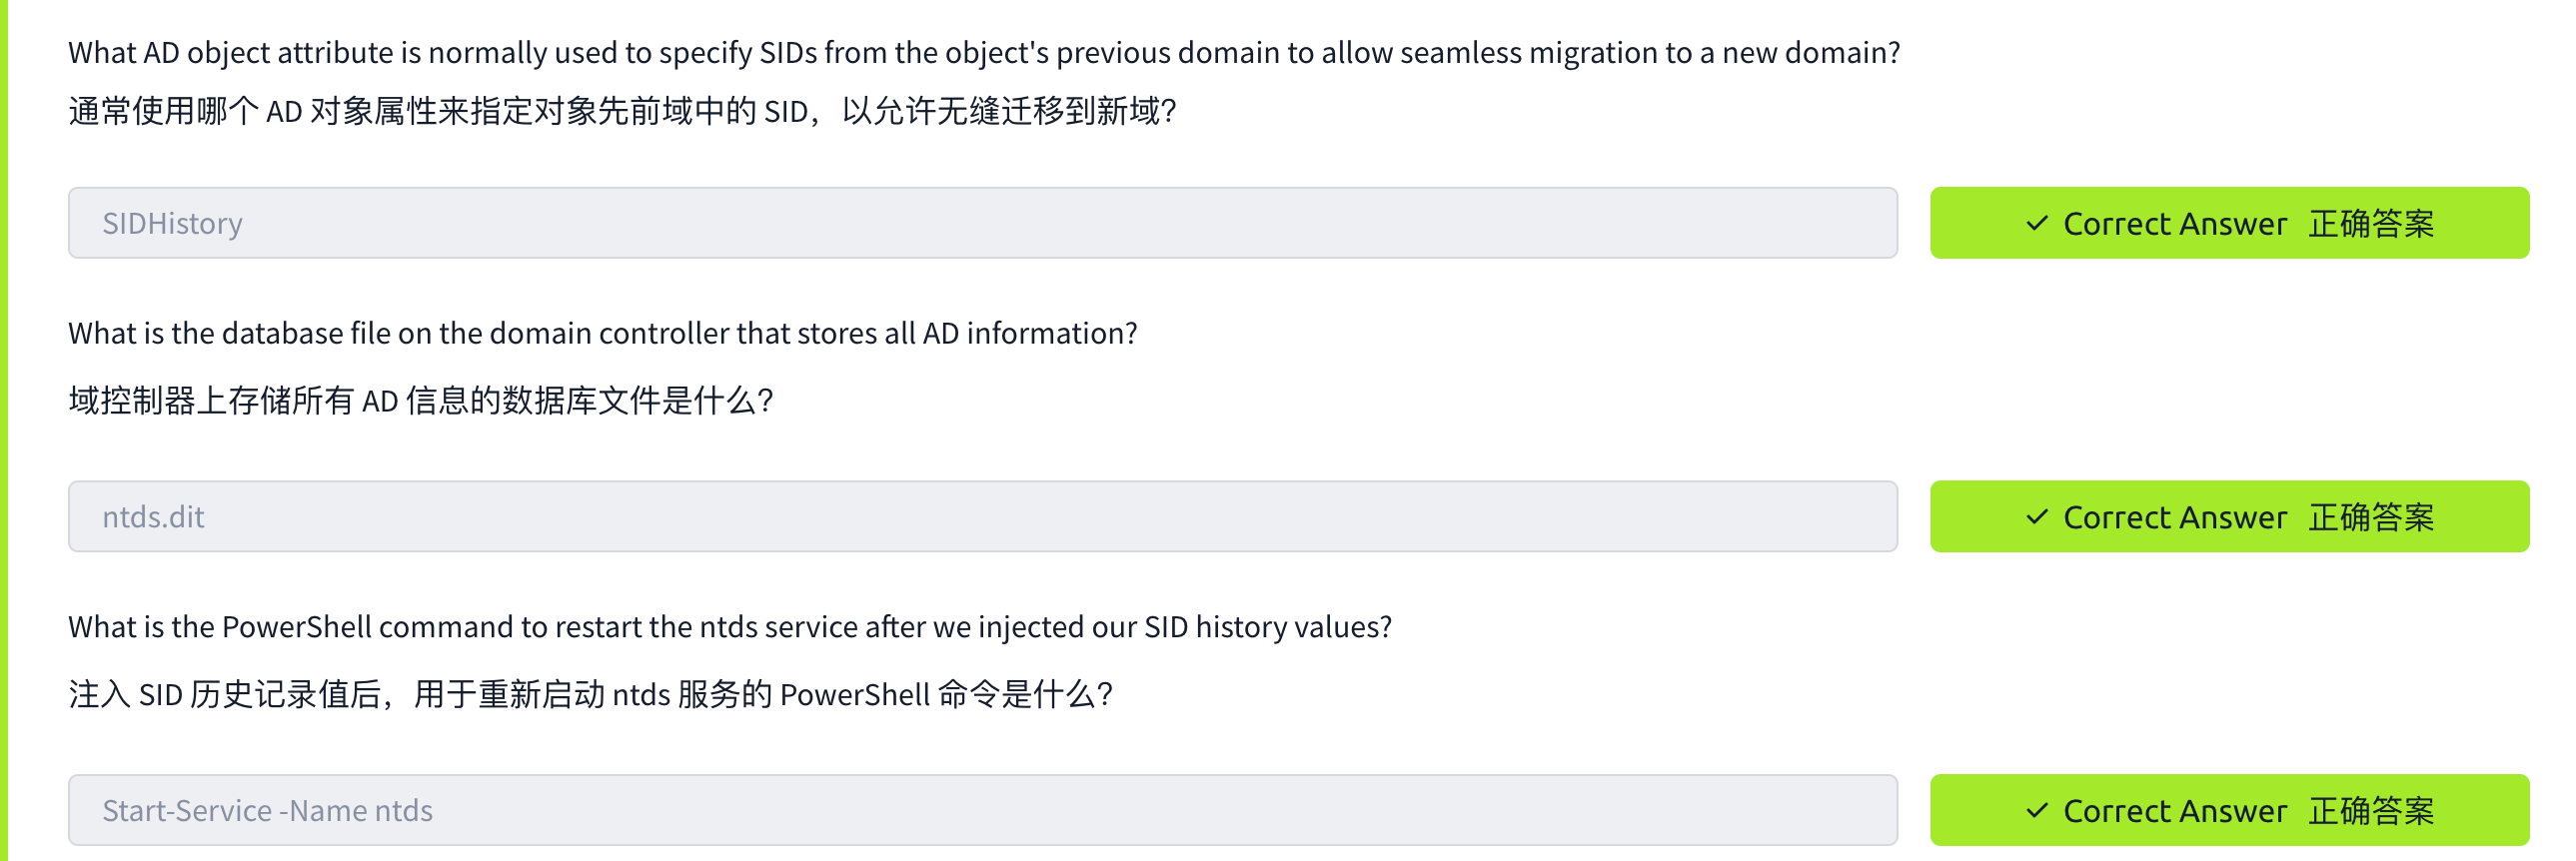 What AD object attribute is normally used to specify SIDs from the object's previous domain to allow seamless migration to a new domain?
通常使用哪个 AD 对象属性来指定对象先前域中的 SID，以允许无缝迁移到新域？
SIDHistory
✓ Correct Answer 正确答案
What is the database file on the domain controller that stores all AD information?
域控制器上存储所有 AD 信息的数据库文件是什么？
ntds.dit
✓ Correct Answer 正确答案
What is the PowerShell command to restart the ntds service after we injected our SID history values?
注入 SID 历史记录值后，用于重新启动 ntds 服务的 PowerShell 命令是什么？
Start-Service -Name ntds
✓ Correct Answer 正确答案